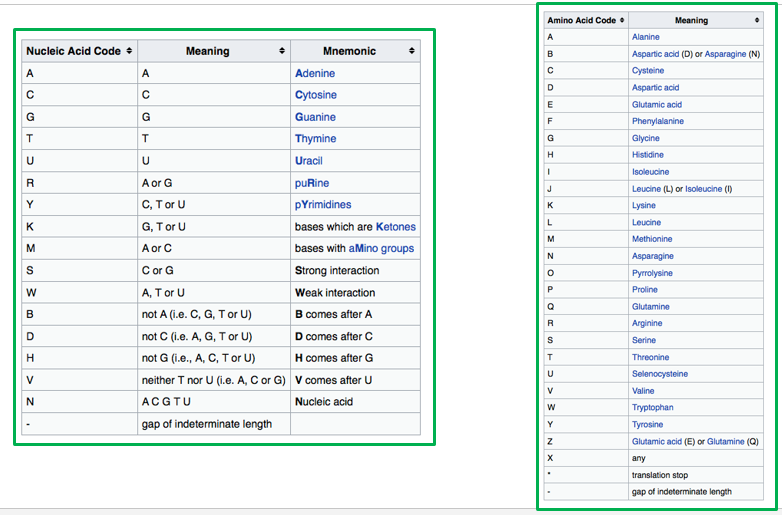 Nucleic Acid Code Meaning Mnemonic
A A Adenine
C C Cytosine
G G Guanine
T T Thymine
U U Uracil
R A or G puRine
Y C, T or U pYrimidines
K G, T or U bases which are Ketones
M A or C bases with aMino groups
S C or G Strong interaction
W A, T or U Weak interaction
B not A (i.e. C, G, T or U) B comes after A
D not C (i.e. A, G, T or U) D comes after C
H not G (i.e., A, C, T or U) H comes after G
V neither T nor U (i.e. A, C or G) V comes after U
N A C G T U Nucleic acid
- gap of indeterminate length
Amino Acid Code Meaning
A Alanine
B Aspartic acid (D) or Asparagine (N)
C Cysteine
D Aspartic acid
E Glutamic acid
F Phenylalanine
G Glycine
H Histidine
I Isoleucine
J Leucine (L) or Isoleucine (I)
K Lysine
L Leucine
M Methionine
N Asparagine
O Pyrrolysine
P Proline
Q Glutamine
R Arginine
S Serine
T Threonine
U Selenocysteine
V Valine
W Tryptophan
Y Tyrosine
Z Glutamic acid (E) or Glutamine (Q)
X any
* translation stop
- gap of indeterminate length